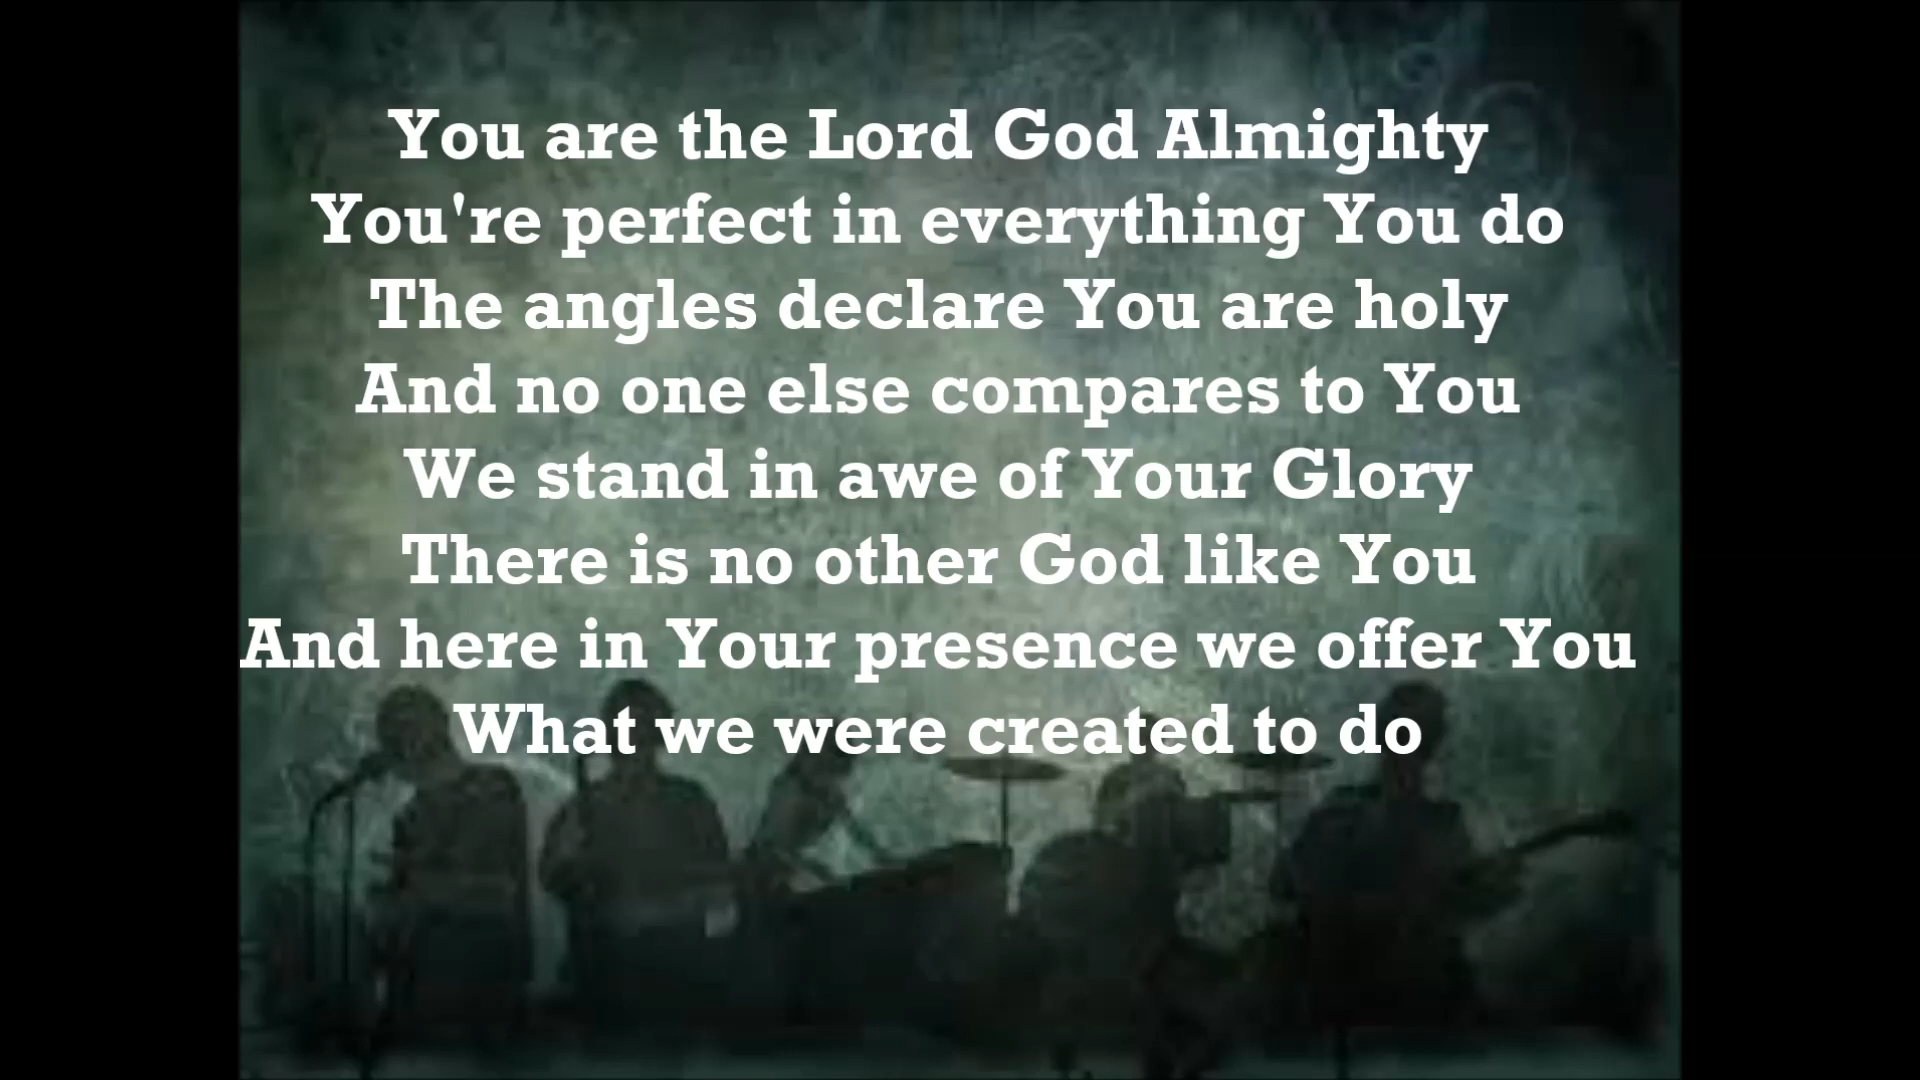 You are the Lord God Almighty
You're perfect in everything You do
The angles declare You are holy
And no one else compares to You
We stand in awe of Your Glory
There is no other God like You
And here in Your presence we offer You
What we were created to do